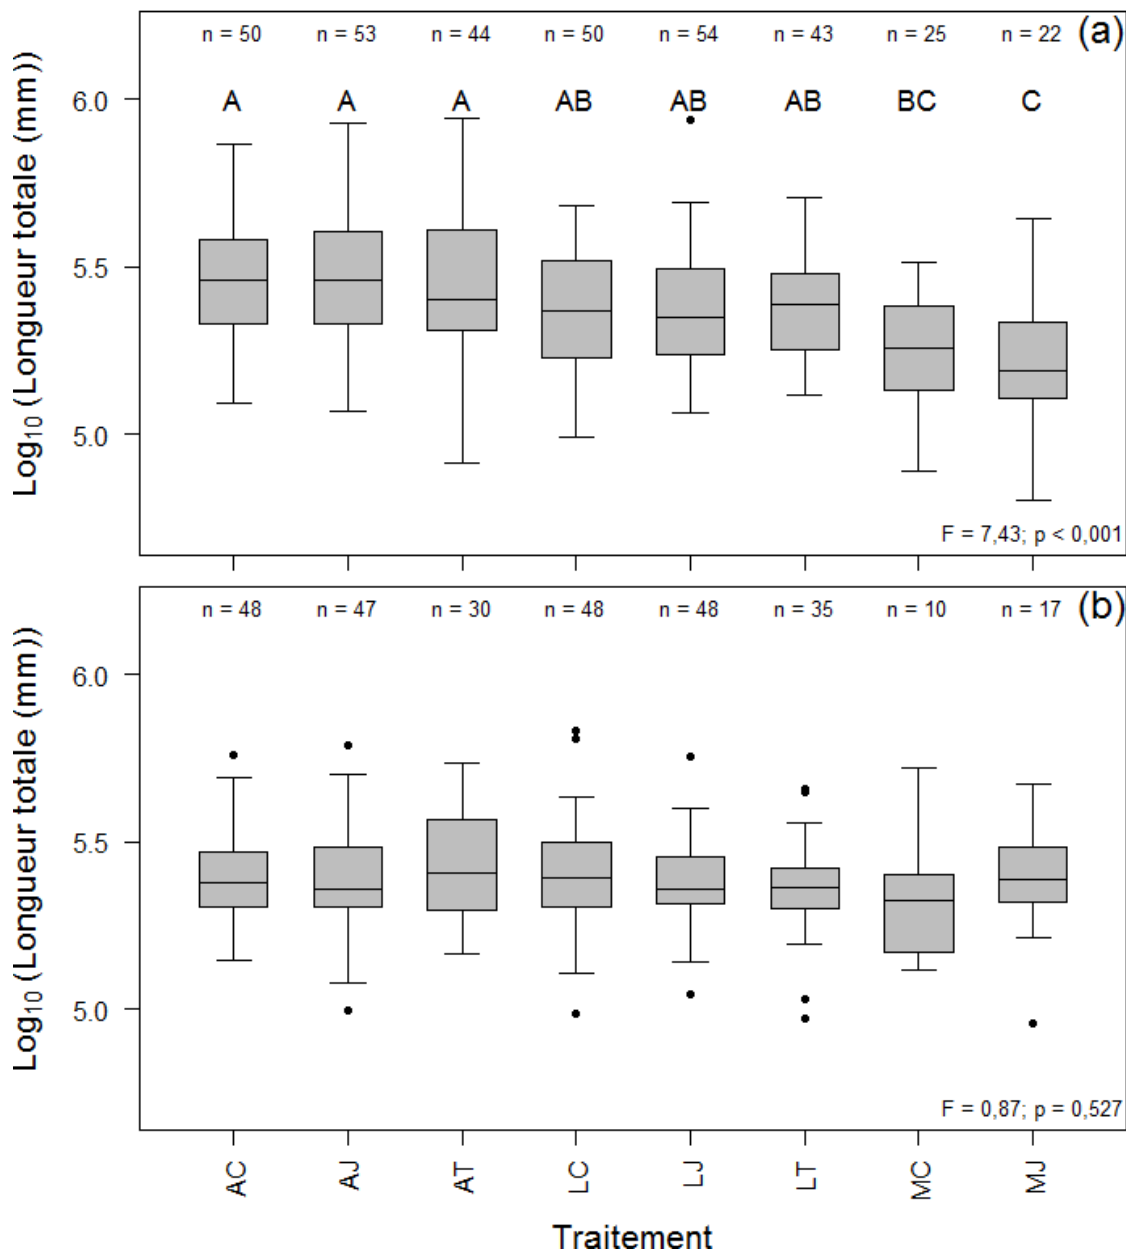 n = 50 n = 53 n = 44 n = 50 n = 54 n = 43 n = 25 n = 22 (a)
A A A AB AB AB BC C
Log₁₀ (Longueur totale (mm))
6.0
5.5
5.0
F = 7,43; p < 0,001
n = 48 n = 47 n = 30 n = 48 n = 48 n = 35 n = 10 n = 17 (b)
Log₁₀ (Longueur totale (mm))
6.0
5.5
5.0
F = 0,87; p = 0,527
AC AJ AT LC LJ LT MC MJ
Traitement